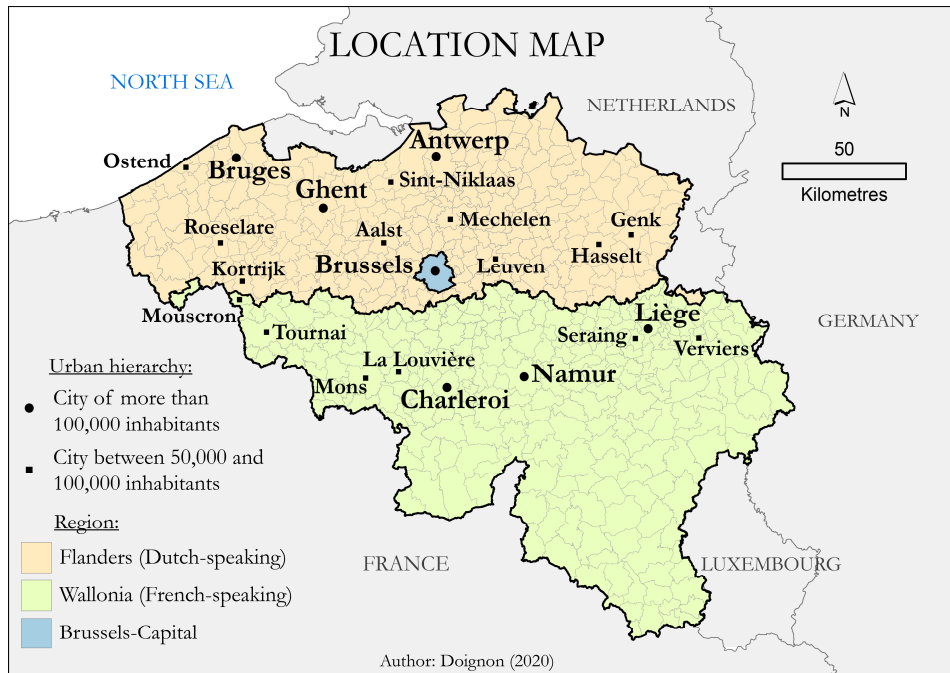 LOCATION MAP
NORTH SEA
NETHERLANDS
N
50
Kilometres
Ostend
Bruges
Antwerp
Ghent
Sint-Niklaas
Roeselare
Aalst
Mechelen
Genk
Kortrijk
Brussels
Leuven
Hasselt
Mouscron
Tournai
Liège
Seraing
Verviers
GERMANY
La Louvière
Mons
Charleroi
Namur
Urban hierarchy:
City of more than
100,000 inhabitants
City between 50,000 and
100,000 inhabitants
Region:
Flanders (Dutch-speaking)
Wallonia (French-speaking)
Brussels-Capital
FRANCE
LUXEMBOURG
Author: Doignon (2020)